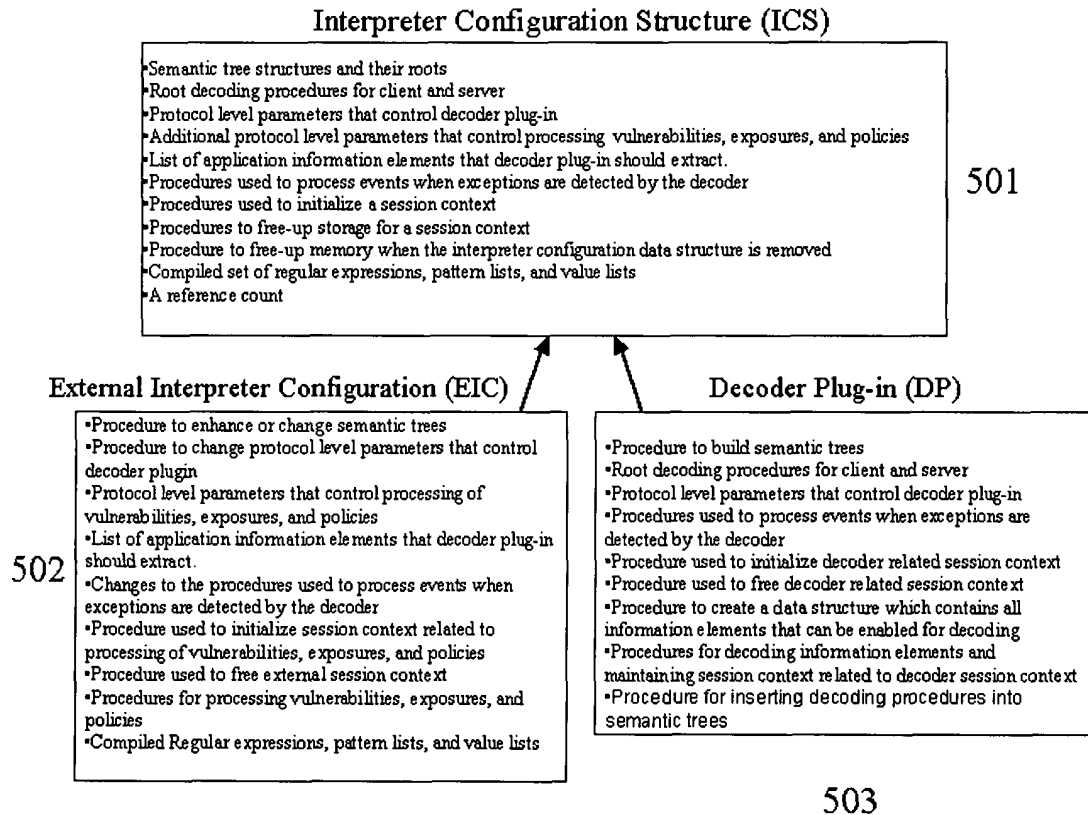 Interpreter Configuration Structure (ICS)
▪Semantic tree structures and their roots
▪Root decoding procedures for client and server
▪Protocol level parameters that control decoder plug-in
▪Additional protocol level parameters that control processing vulnerabilities, exposures, and policies
▪List of application information elements that decoder plug-in should extract.
▪Procedures used to process events when exceptions are detected by the decoder
▪Procedures used to initialize a session context
▪Procedures to free-up storage for a session context
▪Procedure to free-up memory when the interpreter configuration data structure is removed
▪Compiled set of regular expressions, pattern lists, and value lists
▪A reference count
501
External Interpreter Configuration (EIC)
▪Procedure to enhance or change semantic trees
▪Procedure to change protocol level parameters that control
decoder plugin
▪Protocol level parameters that control processing of
vulnerabilities, exposures, and policies
▪List of application information elements that decoder plug-in
should extract.
▪Changes to the procedures used to process events when
exceptions are detected by the decoder
▪Procedure used to initialize session context related to
processing of vulnerabilities, exposures, and policies
▪Procedure used to free external session context
▪Procedures for processing vulnerabilities, exposures, and
policies
▪Compiled Regular expressions, pattern lists, and value lists
502
Decoder Plug-in (DP)
▪Procedure to build semantic trees
▪Root decoding procedures for client and server
▪Protocol level parameters that control decoder plug-in
▪Procedures used to process events when exceptions are
detected by the decoder
▪Procedure used to initialize decoder related session context
▪Procedure used to free decoder related session context
▪Procedure to create a data structure which contains all
information elements that can be enabled for decoding
▪Procedures for decoding information elements and
maintaining session context related to decoder session context
▪Procedure for inserting decoding procedures into
semantic trees
503